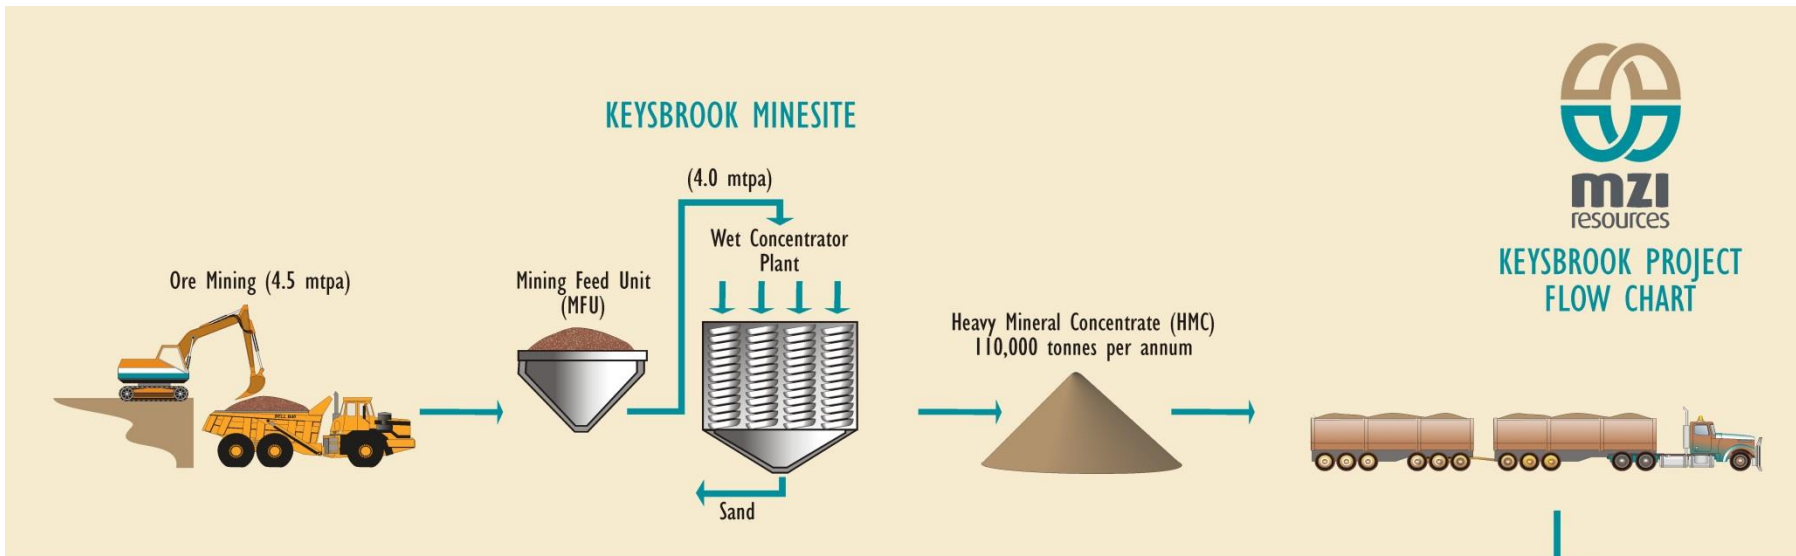 KEYSBROOK MINESITE
(4.0 mtpa)
Wet Concentrator
Plant
Ore Mining (4.5 mtpa)
Mining Feed Unit
(MFU)
Heavy Mineral Concentrate (HMC)
110,000 tonnes per annum
Sand
mzi
resources
KEYSBROOK PROJECT
FLOW CHART